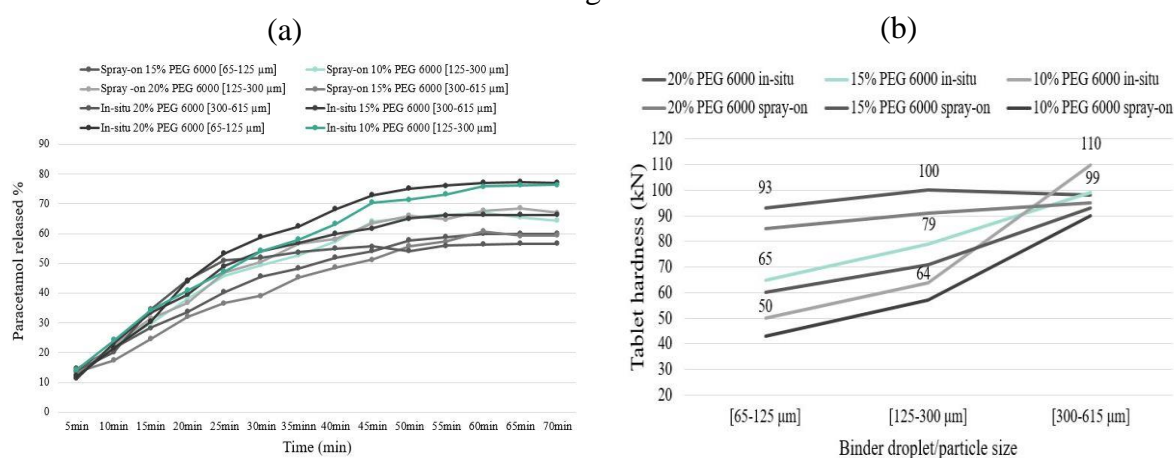 (a)
Spray-on 15% PEG 6000 [65-125 µm]
Spray-on 10% PEG 6000 [125-300 µm]
Spray -on 20% PEG 6000 [125-300 µm]
Spray-on 15% PEG 6000 [300-615 µm]
In-situ 20% PEG 6000 [300-615 µm]
In-situ 15% PEG 6000 [300-615 µm]
In-situ 20% PEG 6000 [65-125 µm]
In-situ 10% PEG 6000 [125-300 µm]
Paracetamol released %
90
80
70
60
50
40
30
20
10
0
5min 10min 15min 20min 25min 30min 35min 40min 45min 50min 55min 60min 65min 70min
Time (min)
(b)
20% PEG 6000 in-situ
15% PEG 6000 in-situ
10% PEG 6000 in-situ
20% PEG 6000 spray-on
15% PEG 6000 spray-on
10% PEG 6000 spray-on
Tablet hardness (kN)
120
110
100
90
80
70
60
50
40
30
20
93
100
110
99
79
65
64
50
[65-125 µm]
[125-300 µm]
[300-615 µm]
Binder droplet/particle size